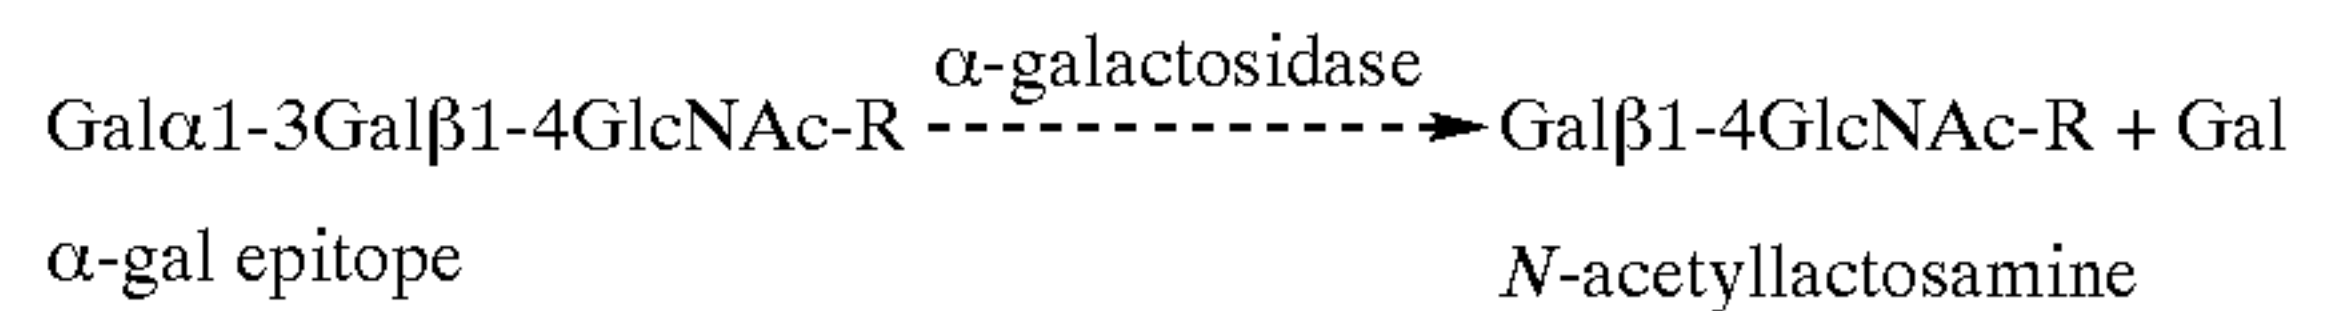 α-galactosidase
Galα1-3Galβ1-4GlcNAc-R Galβ1-4GlcNAc-R + Gal
α-gal epitope N-acetyllactosamine